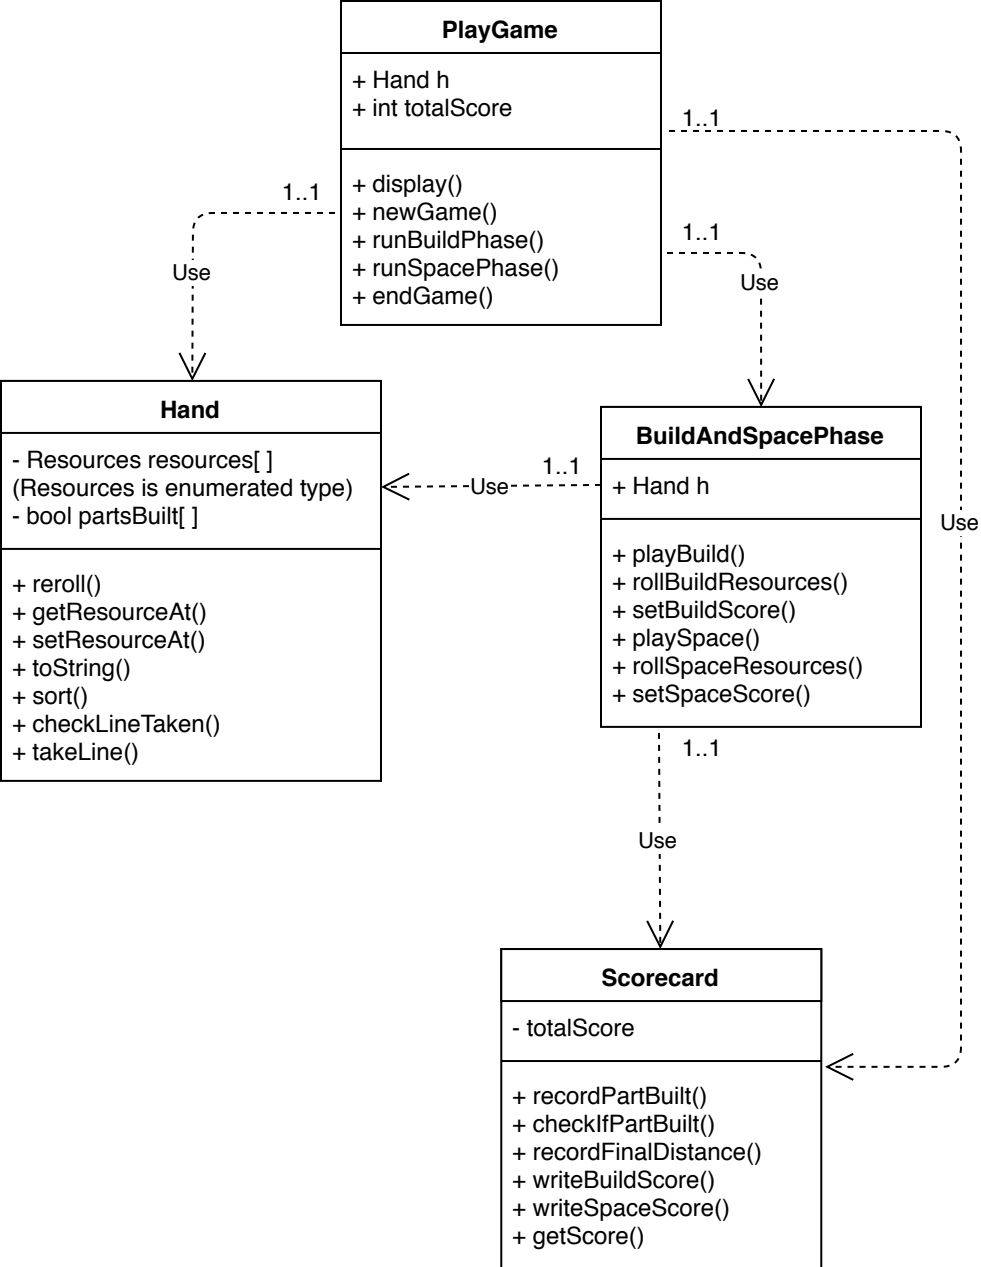 PlayGame
+ Hand h
+ int totalScore
+ display()
+ newGame()
+ runBuildPhase()
+ runSpacePhase()
+ endGame()
1..1
1..1
1..1
Use
Use
Use
Hand
- Resources resources[ ]
(Resources is enumerated type)
- bool partsBuilt[ ]
+ reroll()
+ getResourceAt()
+ setResourceAt()
+ toString()
+ sort()
+ checkLineTaken()
+ takeLine()
1..1
Use
BuildAndSpacePhase
+ Hand h
+ playBuild()
+ rollBuildResources()
+ setBuildScore()
+ playSpace()
+ rollSpaceResources()
+ setSpaceScore()
1..1
Use
Scorecard
- totalScore
+ recordPartBuilt()
+ checkIfPartBuilt()
+ recordFinalDistance()
+ writeBuildScore()
+ writeSpaceScore()
+ getScore()